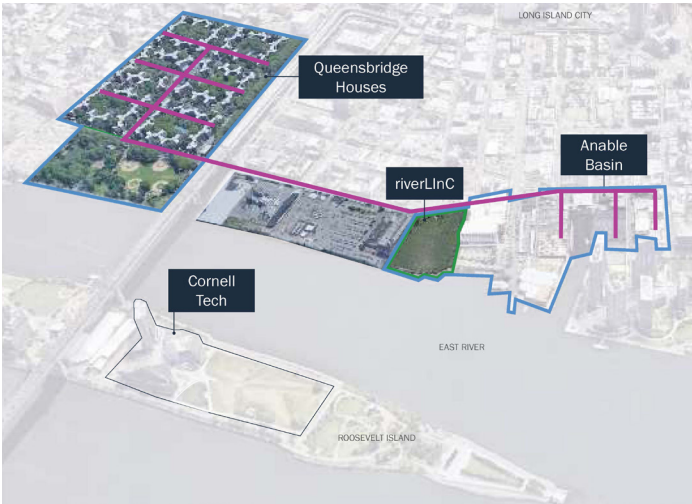 LONG ISLAND CITY
Queensbridge
Houses
Anable
Basin
riverLInC
Cornell
Tech
EAST RIVER
ROOSEVELT ISLAND